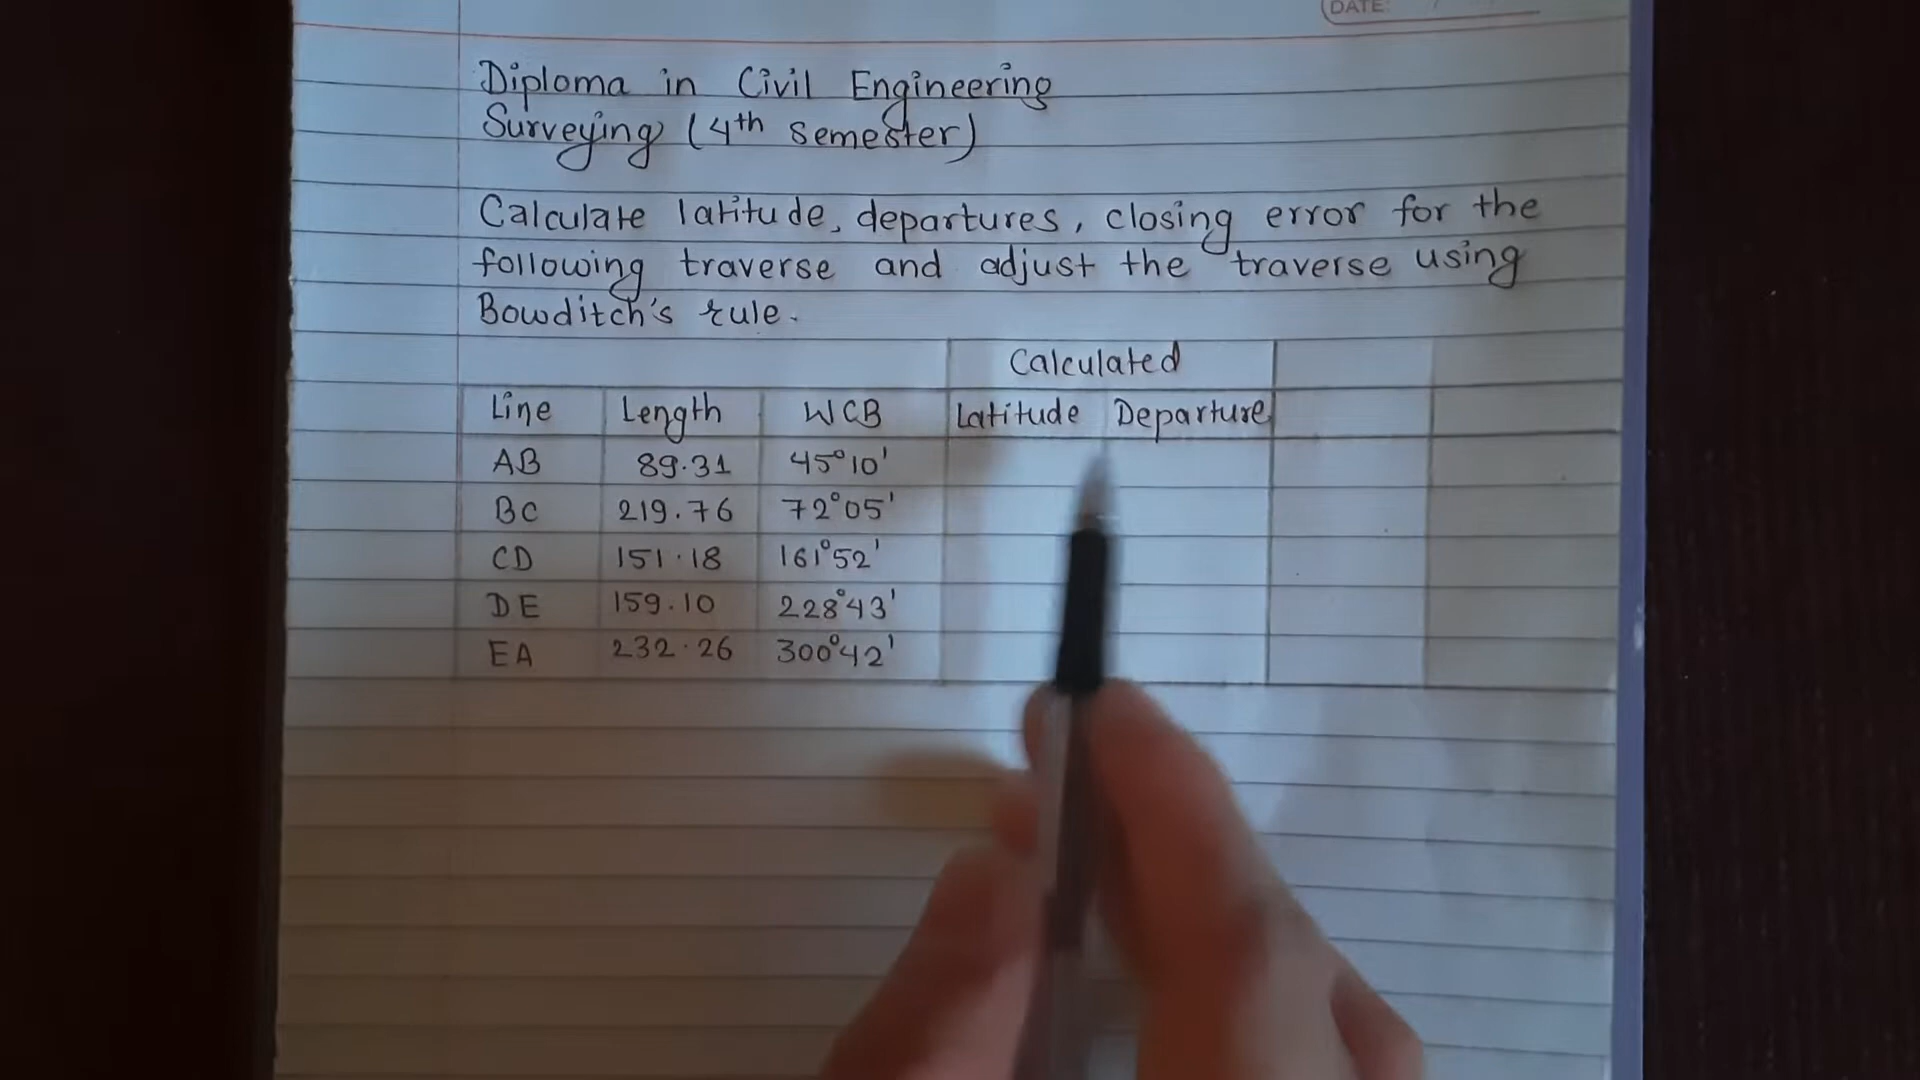 DATE:
Diploma in Civil Engineering
Surveying (4th semester)
Calculate latitude, departures, closing error for the
following traverse and adjust the traverse using
Bowditch's rule.
Calculated
Line Length WCB Latitude Departure
AB 89.31 45°10'
BC 219.76 72°05'
CD 151.18 161°52'
DE 159.10 228°43'
EA 232.26 300°42'